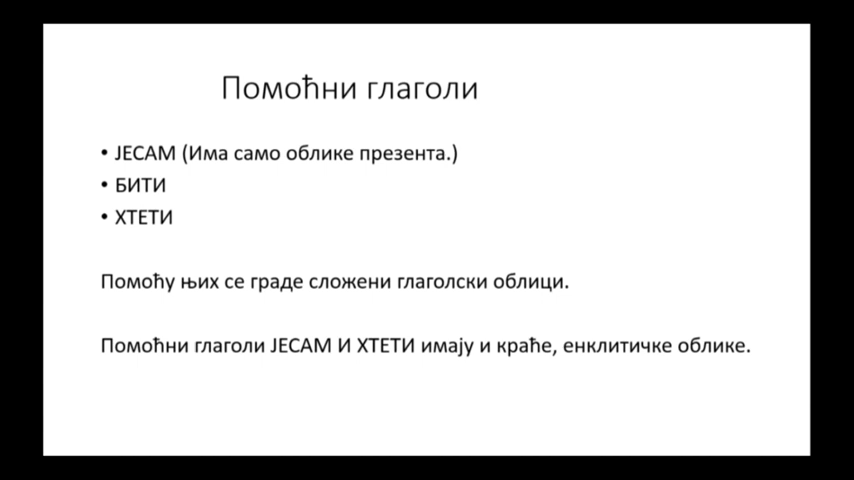 Помоћни глаголи
• ЈЕСАМ (Има само облике презента.)
• БИТИ
• ХТЕТИ
Помоћу њих се граде сложени глаголски облици.
Помоћни глаголи ЈЕСАМ И ХТЕТИ имају и краће, енклитичке облике.